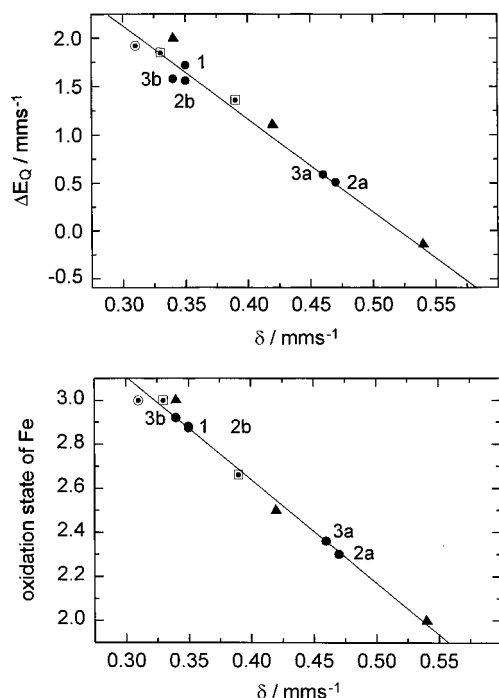 2.0
1.5
1.0
0.5
0.0
-0.5
ΔE_Q / mms⁻¹
1
3b
2b
3a
2a
0.30 0.35 0.40 0.45 0.50 0.55
δ / mms⁻¹
3.0
2.8
2.6
2.4
2.2
2.0
oxidation state of Fe
3b 1 2b
3a
2a
0.30 0.35 0.40 0.45 0.50 0.55
δ / mms⁻¹